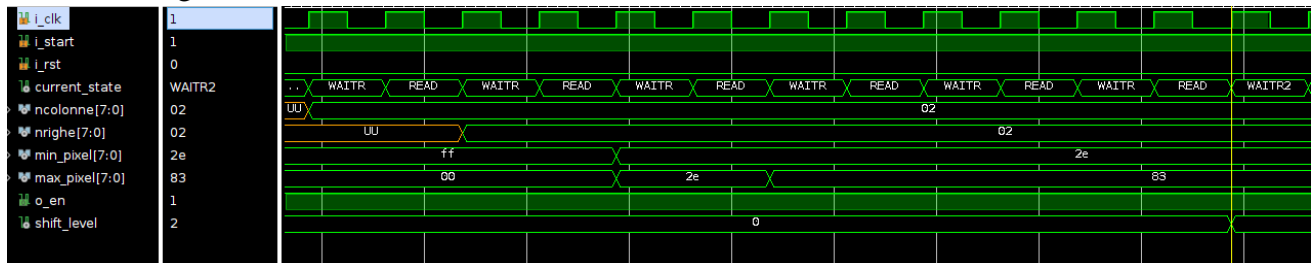 i_clk 1
i_start 1
i_rst 0
current_state WAITR2 .. WAITR READ WAITR READ WAITR READ WAITR READ WAITR READ WAITR READ WAITR2
ncolonne[7:0] 02 UU 02
nrighe[7:0] 02 UU 02
min_pixel[7:0] 2e ff 2e
max_pixel[7:0] 83 00 2e 83
o_en 1
shift_level 2 0